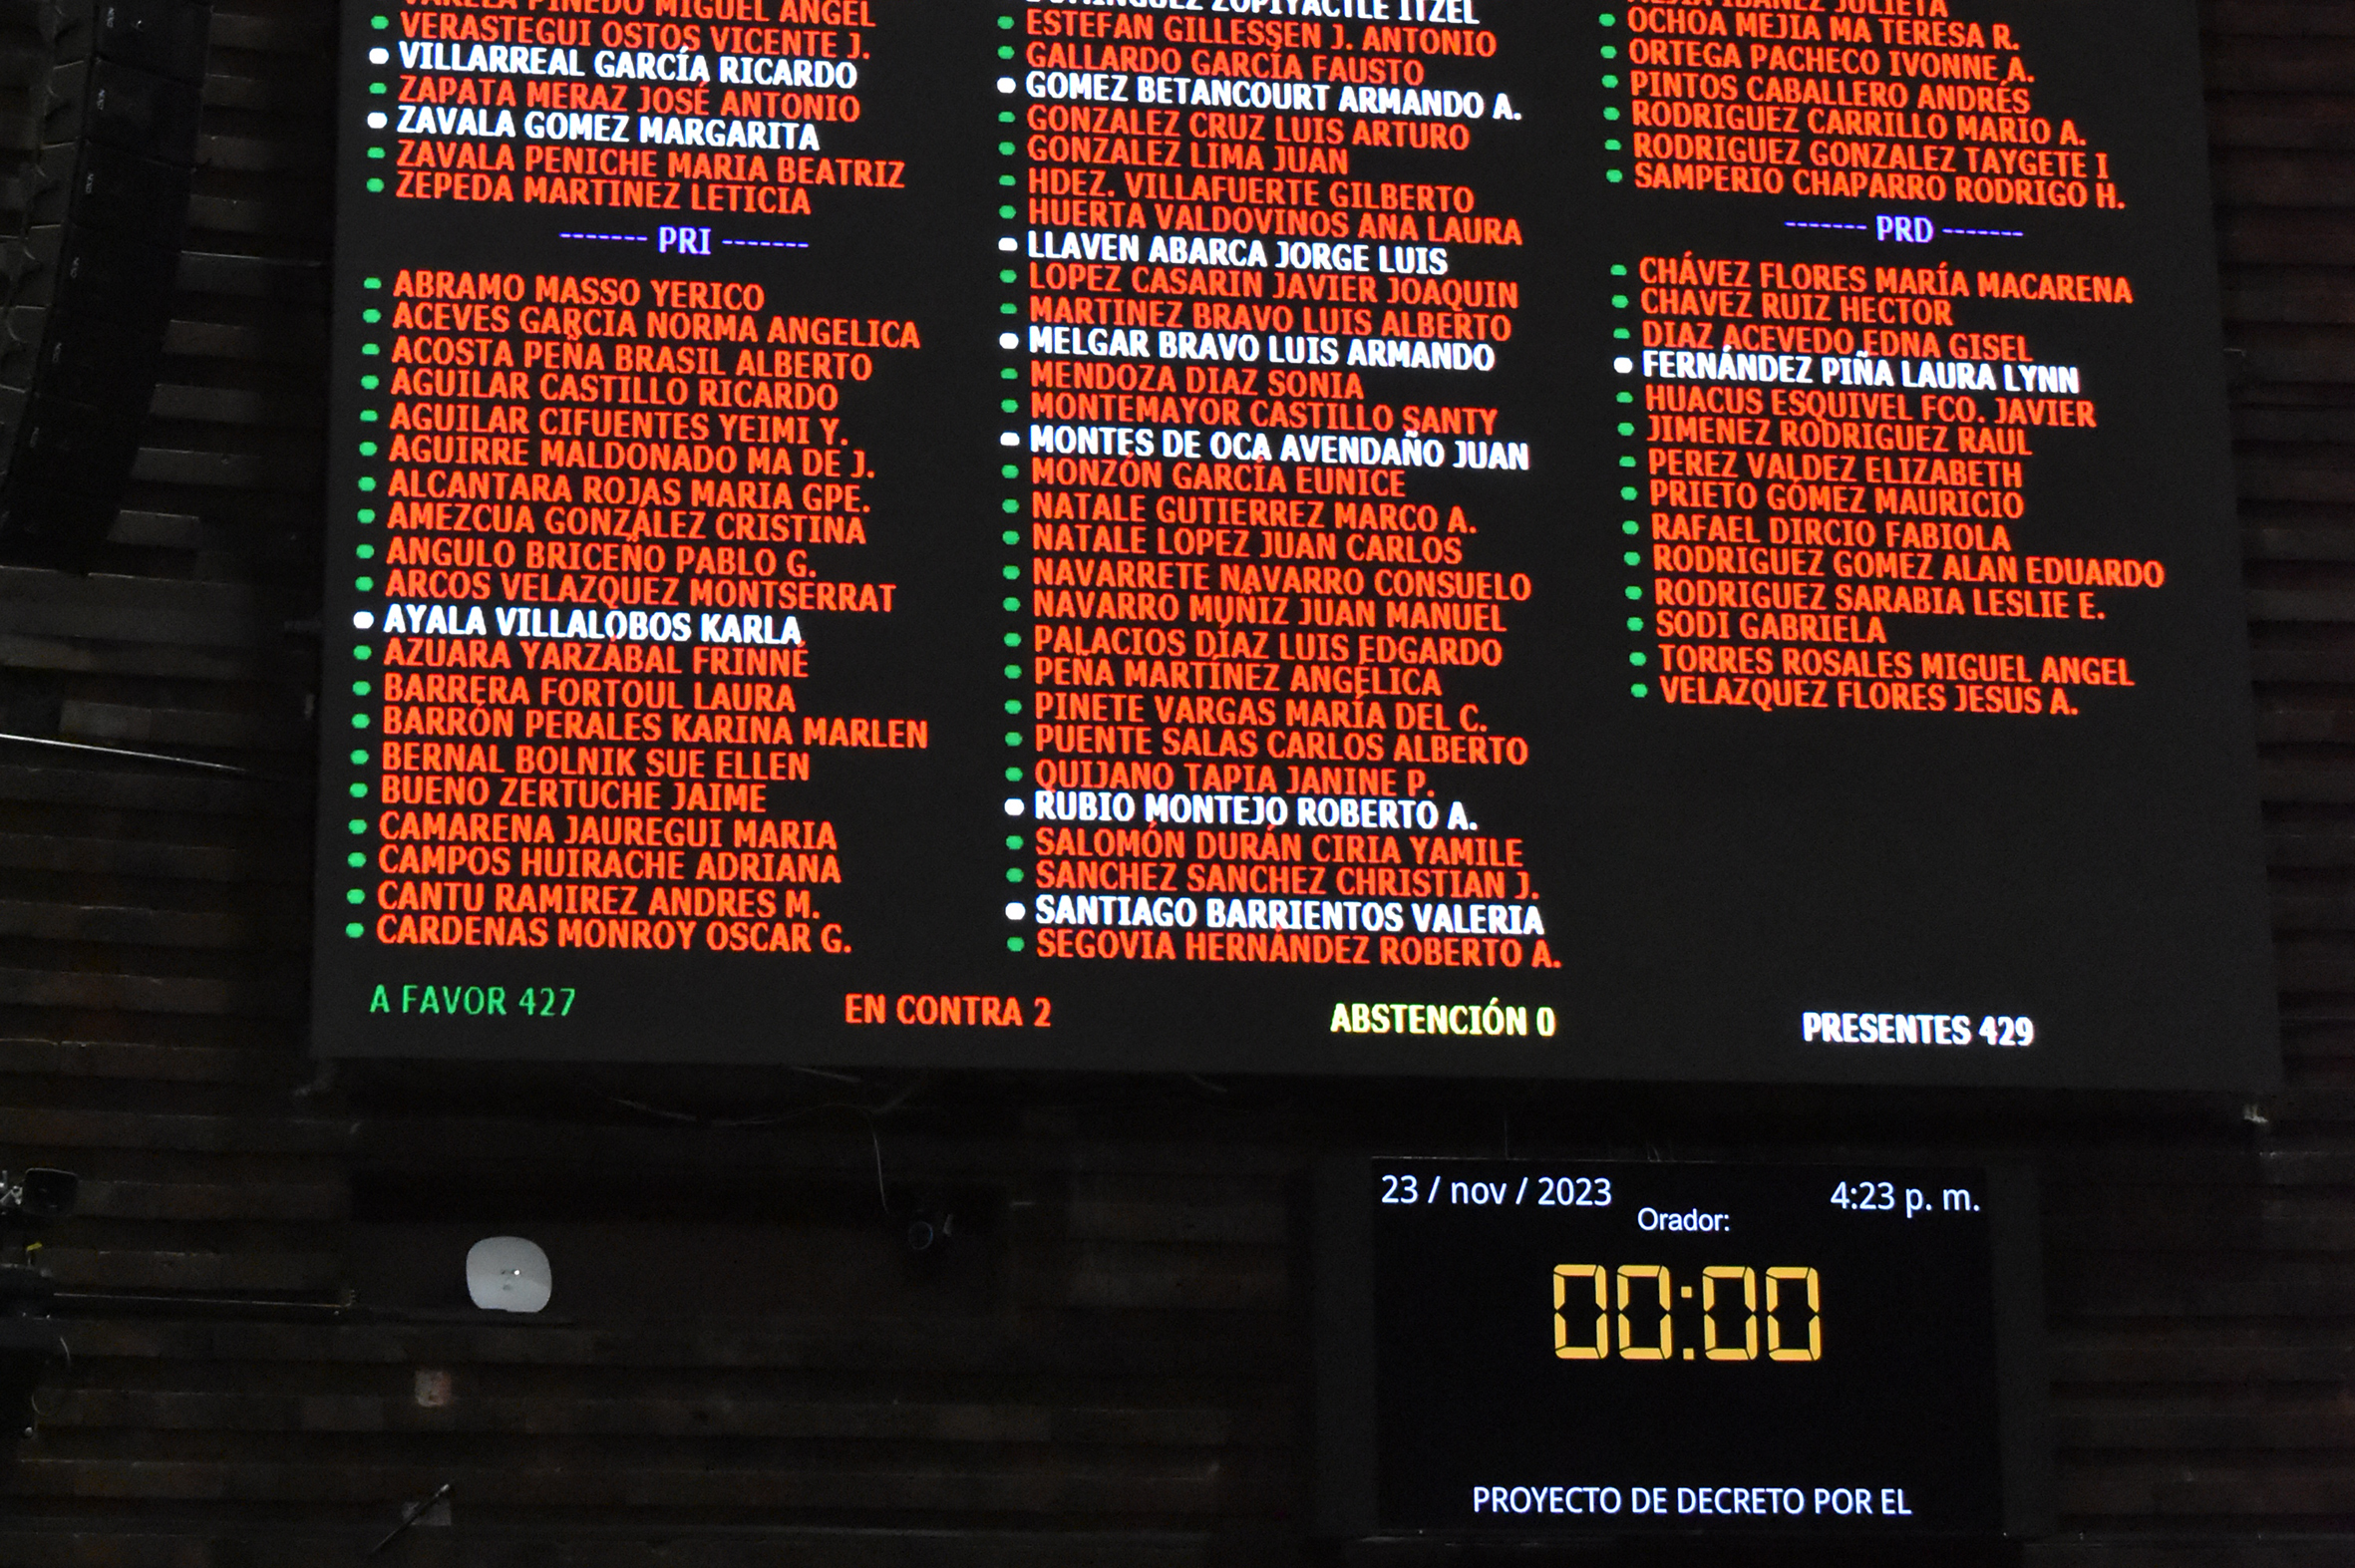 VARELA PINEDO MIGUEL ANGEL
VERASTEGUI OSTOS VICENTE J.
VILLARREAL GARCÍA RICARDO
ZAPATA MERAZ JOSÉ ANTONIO
ZAVALA GOMEZ MARGARITA
ZAVALA PENICHE MARIA BEATRIZ
ZEPEDA MARTINEZ LETICIA
------- PRI -------
ABRAMO MASSO YERICO
ACEVES GARCIA NORMA ANGELICA
ACOSTA PEÑA BRASIL ALBERTO
AGUILAR CASTILLO RICARDO
AGUILAR CIFUENTES YEIMI Y.
AGUIRRE MALDONADO MA DE J.
ALCANTARA ROJAS MARIA GPE.
AMEZCUA GONZÁLEZ CRISTINA
ANGULO BRICEÑO PABLO G.
ARCOS VELAZQUEZ MONTSERRAT
AYALA VILLALOBOS KARLA
AZUARA YARZÁBAL FRINNÉ
BARRERA FORTOUL LAURA
BARRÓN PERALES KARINA MARLEN
BERNAL BOLNIK SUE ELLEN
BUENO ZERTUCHE JAIME
CAMARENA JAUREGUI MARIA
CAMPOS HUIRACHE ADRIANA
CANTU RAMIREZ ANDRES M.
CARDENAS MONROY OSCAR G.
DOMINGUEZ ZOPIYACTLE ITZEL
ESTEFAN GILLESSEN J. ANTONIO
GALLARDO GARCÍA FAUSTO
GOMEZ BETANCOURT ARMANDO A.
GONZALEZ CRUZ LUIS ARTURO
GONZALEZ LIMA JUAN
HDEZ. VILLAFUERTE GILBERTO
HUERTA VALDOVINOS ANA LAURA
LLAVEN ABARCA JORGE LUIS
LOPEZ CASARIN JAVIER JOAQUIN
MARTINEZ BRAVO LUIS ALBERTO
MELGAR BRAVO LUIS ARMANDO
MENDOZA DIAZ SONIA
MONTEMAYOR CASTILLO SANTY
MONTES DE OCA AVENDAÑO JUAN
MONZÓN GARCÍA EUNICE
NATALE GUTIERREZ MARCO A.
NATALE LOPEZ JUAN CARLOS
NAVARRETE NAVARRO CONSUELO
NAVARRO MUÑIZ JUAN MANUEL
PALACIOS DÍAZ LUIS EDGARDO
PEÑA MARTÍNEZ ANGÉLICA
PINETE VARGAS MARÍA DEL C.
PUENTE SALAS CARLOS ALBERTO
QUIJANO TAPIA JANINE P.
RUBIO MONTEJO ROBERTO A.
SALOMÓN DURÁN CIRIA YAMILE
SANCHEZ SANCHEZ CHRISTIAN J.
SANTIAGO BARRIENTOS VALERIA
SEGOVIA HERNÁNDEZ ROBERTO A.
MEJIA IBAÑEZ JULIETA
OCHOA MEJIA MA TERESA R.
ORTEGA PACHECO IVONNE A.
PINTOS CABALLERO ANDRÉS
RODRIGUEZ CARRILLO MARIO A.
RODRIGUEZ GONZALEZ TAYGETE I
SAMPERIO CHAPARRO RODRIGO H.
------- PRD -------
CHÁVEZ FLORES MARÍA MACARENA
CHAVEZ RUIZ HECTOR
DIAZ ACEVEDO EDNA GISEL
FERNÁNDEZ PIÑA LAURA LYNN
HUACUS ESQUIVEL FCO. JAVIER
JIMENEZ RODRIGUEZ RAUL
PEREZ VALDEZ ELIZABETH
PRIETO GÓMEZ MAURICIO
RAFAEL DIRCIO FABIOLA
RODRIGUEZ GOMEZ ALAN EDUARDO
RODRIGUEZ SARABIA LESLIE E.
SODI GABRIELA
TORRES ROSALES MIGUEL ANGEL
VELAZQUEZ FLORES JESUS A.
A FAVOR 427
EN CONTRA 2
ABSTENCIÓN 0
PRESENTES 429
23 / nov / 2023
4:23 p. m.
Orador:
00:00
PROYECTO DE DECRETO POR EL